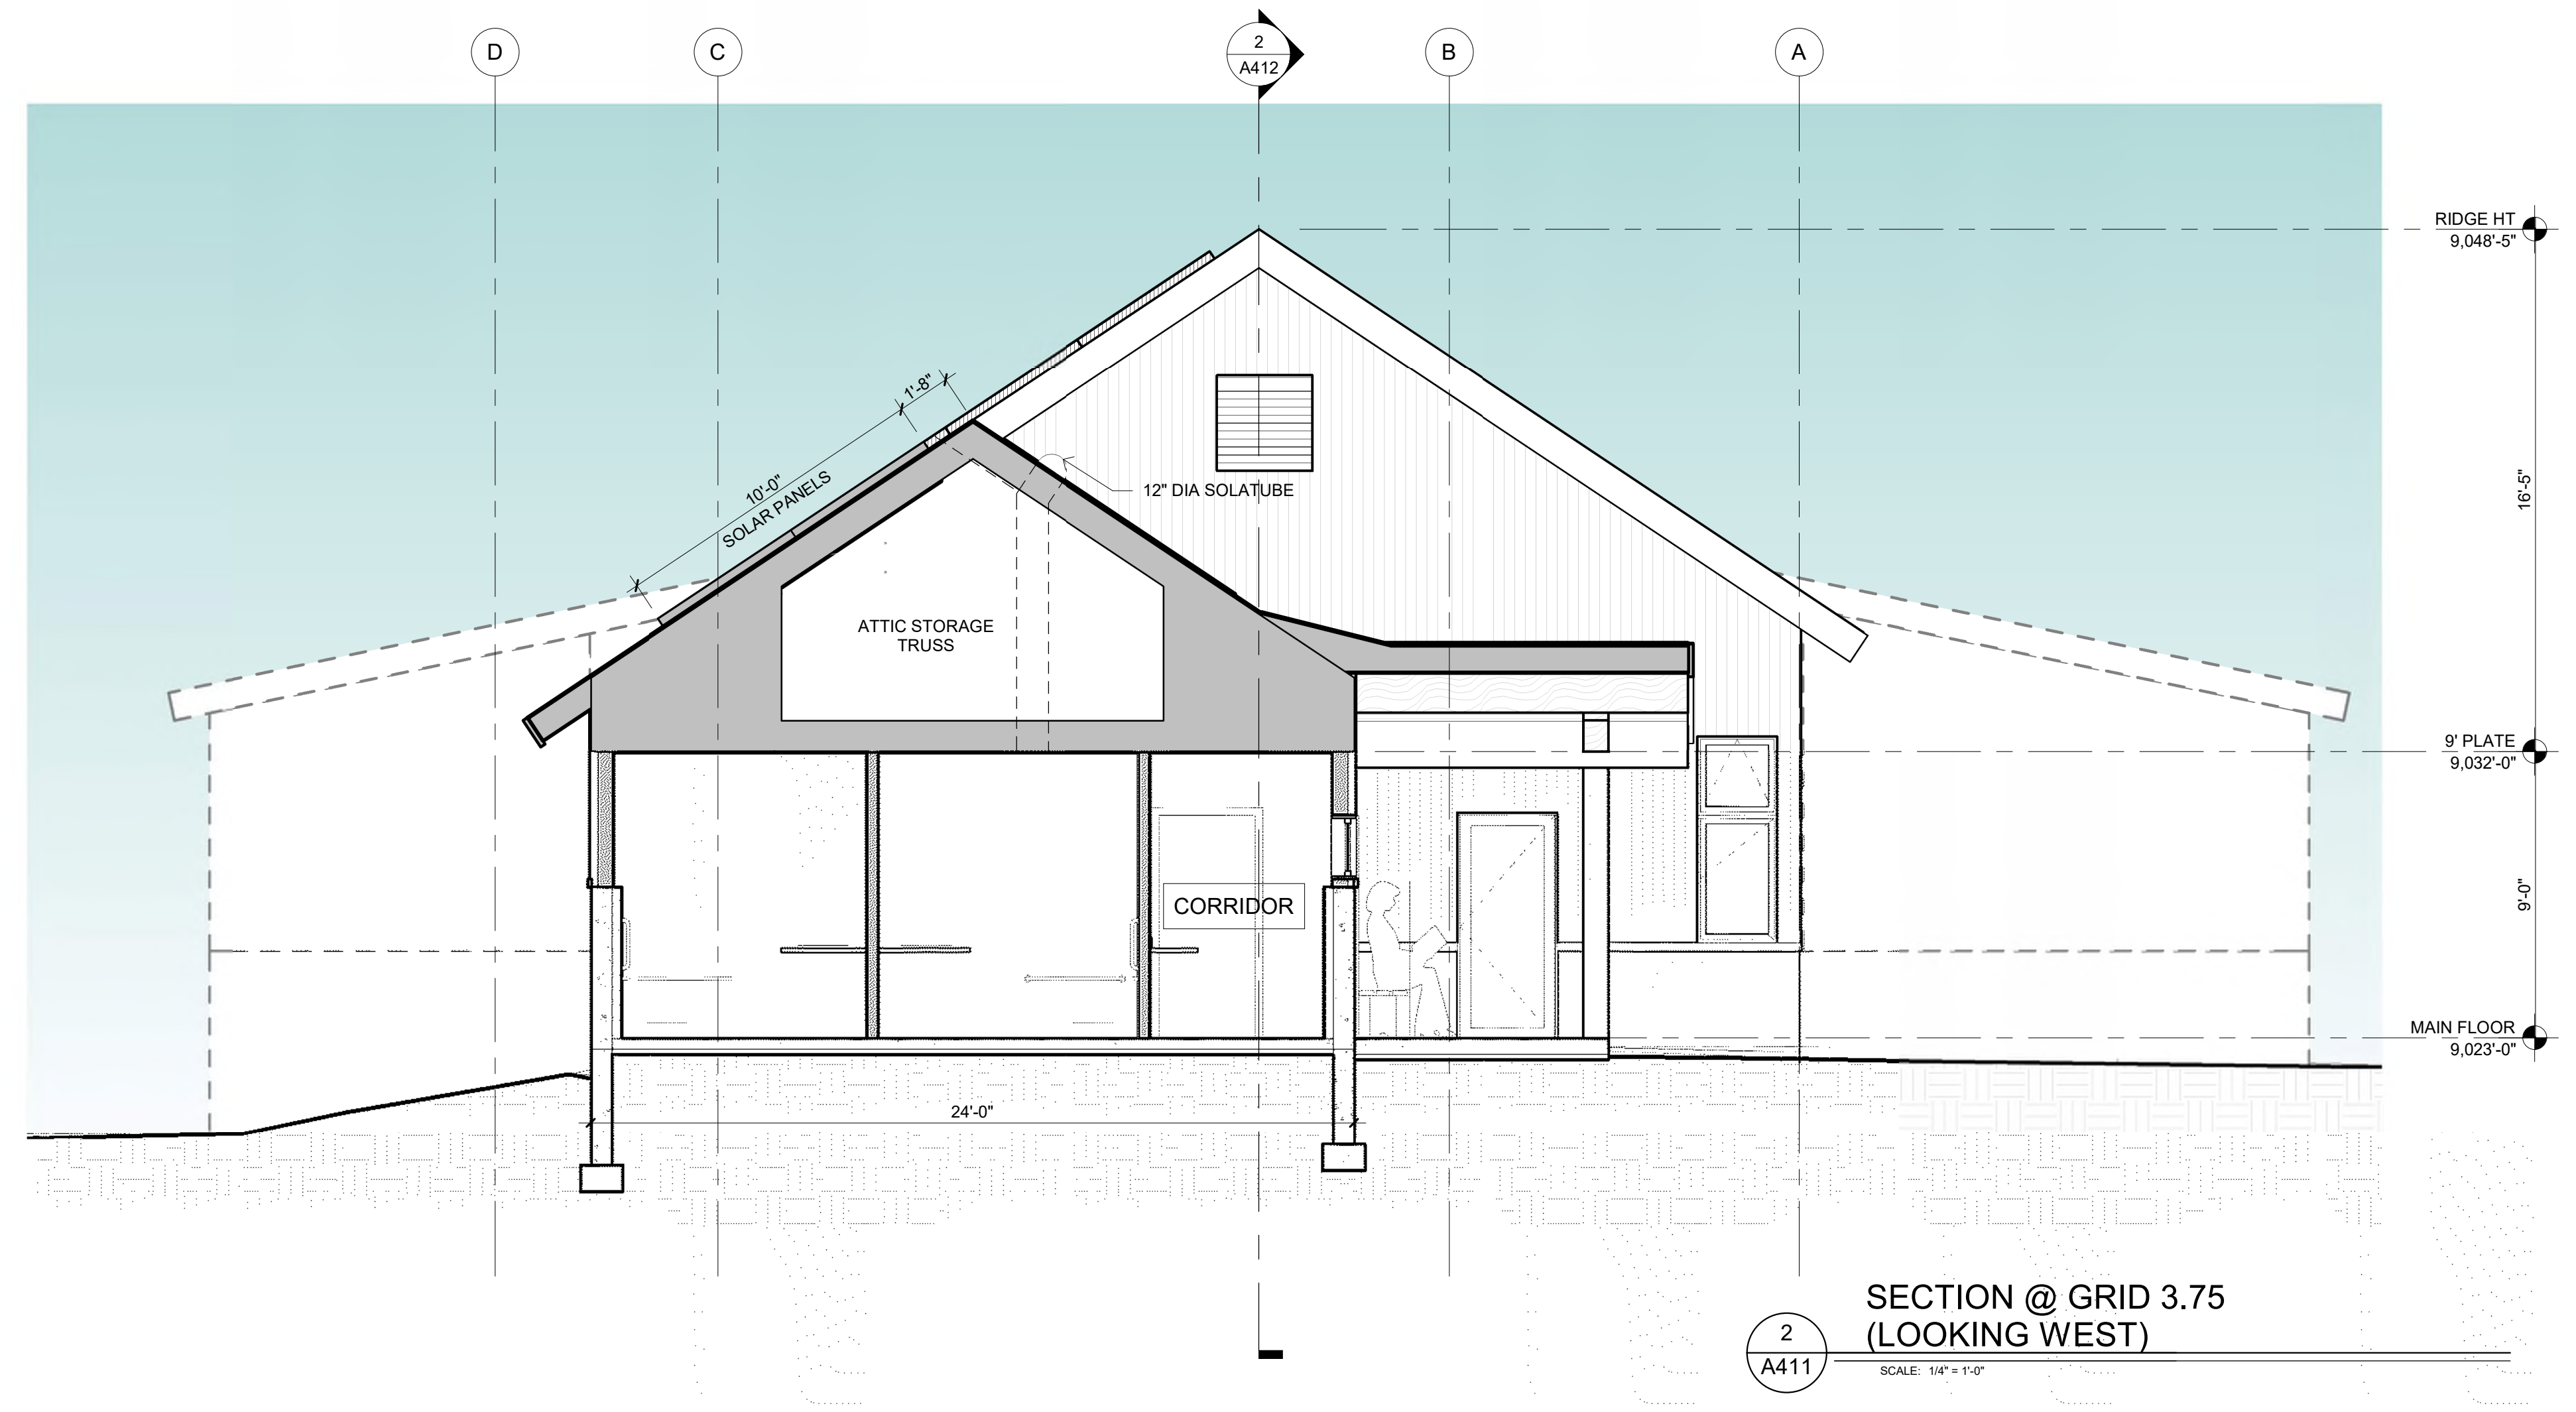 D
C
2
A412
B
A
RIDGE HT
9,048'-5"
1'-8"
10'-0"
SOLAR PANELS
12" DIA SOLATUBE
16'-5"
ATTIC STORAGE
TRUSS
9' PLATE
9,032'-0"
CORRIDOR
9'-0"
MAIN FLOOR
9,023'-0"
24'-0"
2
A411
SECTION @ GRID 3.75
(LOOKING WEST)
SCALE: 1/4" = 1'-0"